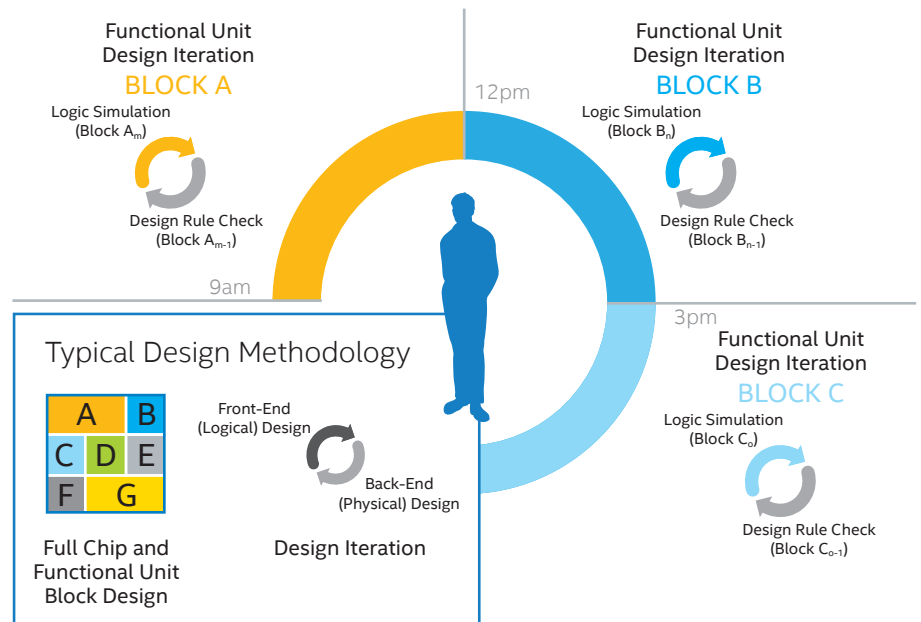 Functional Unit
Design Iteration
BLOCK A
Logic Simulation
(Block Aₘ)
Design Rule Check
(Block Aₘ₋₁)
9am
12pm
Functional Unit
Design Iteration
BLOCK B
Logic Simulation
(Block Bₙ)
Design Rule Check
(Block Bₙ₋₁)
3pm
Functional Unit
Design Iteration
BLOCK C
Logic Simulation
(Block Cₒ)
Design Rule Check
(Block Cₒ₋₁)
Typical Design Methodology
A B
C D E
F G
Full Chip and
Functional Unit
Block Design
Front-End
(Logical) Design
Back-End
(Physical) Design
Design Iteration